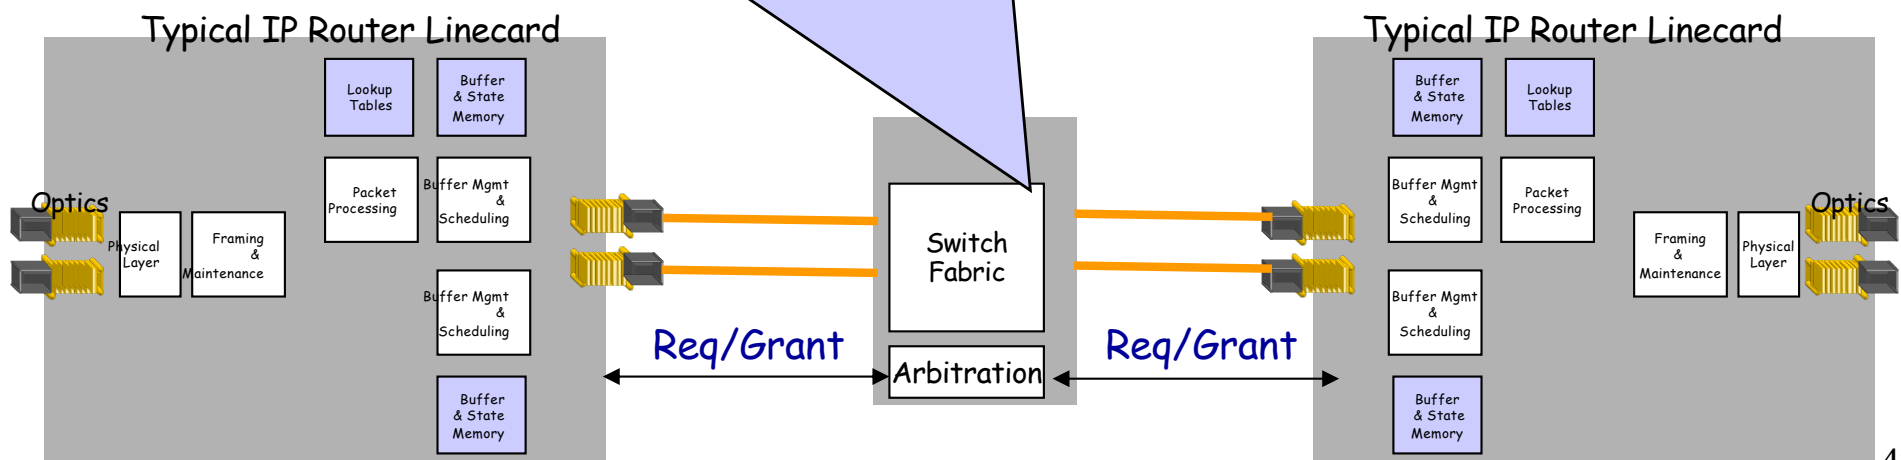 Typical IP Router Linecard
Lookup
Tables
Buffer
& State
Memory
Optics
Physical
Layer
Framing
&
Maintenance
Packet
Processing
Buffer Mgmt
&
Scheduling
Buffer Mgmt
&
Scheduling
Buffer
& State
Memory
Req/Grant
Switch
Fabric
Arbitration
Req/Grant
Typical IP Router Linecard
Buffer
& State
Memory
Lookup
Tables
Buffer Mgmt
&
Scheduling
Packet
Processing
Buffer Mgmt
&
Scheduling
Buffer
& State
Memory
Framing
&
Maintenance
Physical
Layer
Optics